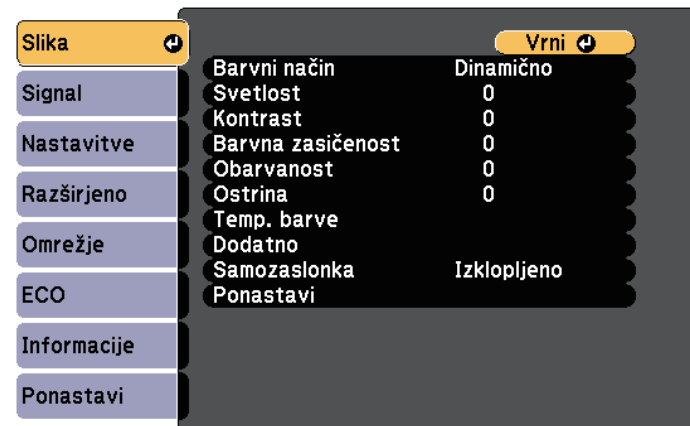 Slika
Signal
Nastavitve
Razširjeno
Omrežje
ECO
Informacije
Ponastavi
Vrni
Barvni način Dinamično
Svetlost 0
Kontrast 0
Barvna zasičenost 0
Obarvanost 0
Ostrina 0
Temp. barve
Dodatno
Samozaslonka Izklopljeno
Ponastavi